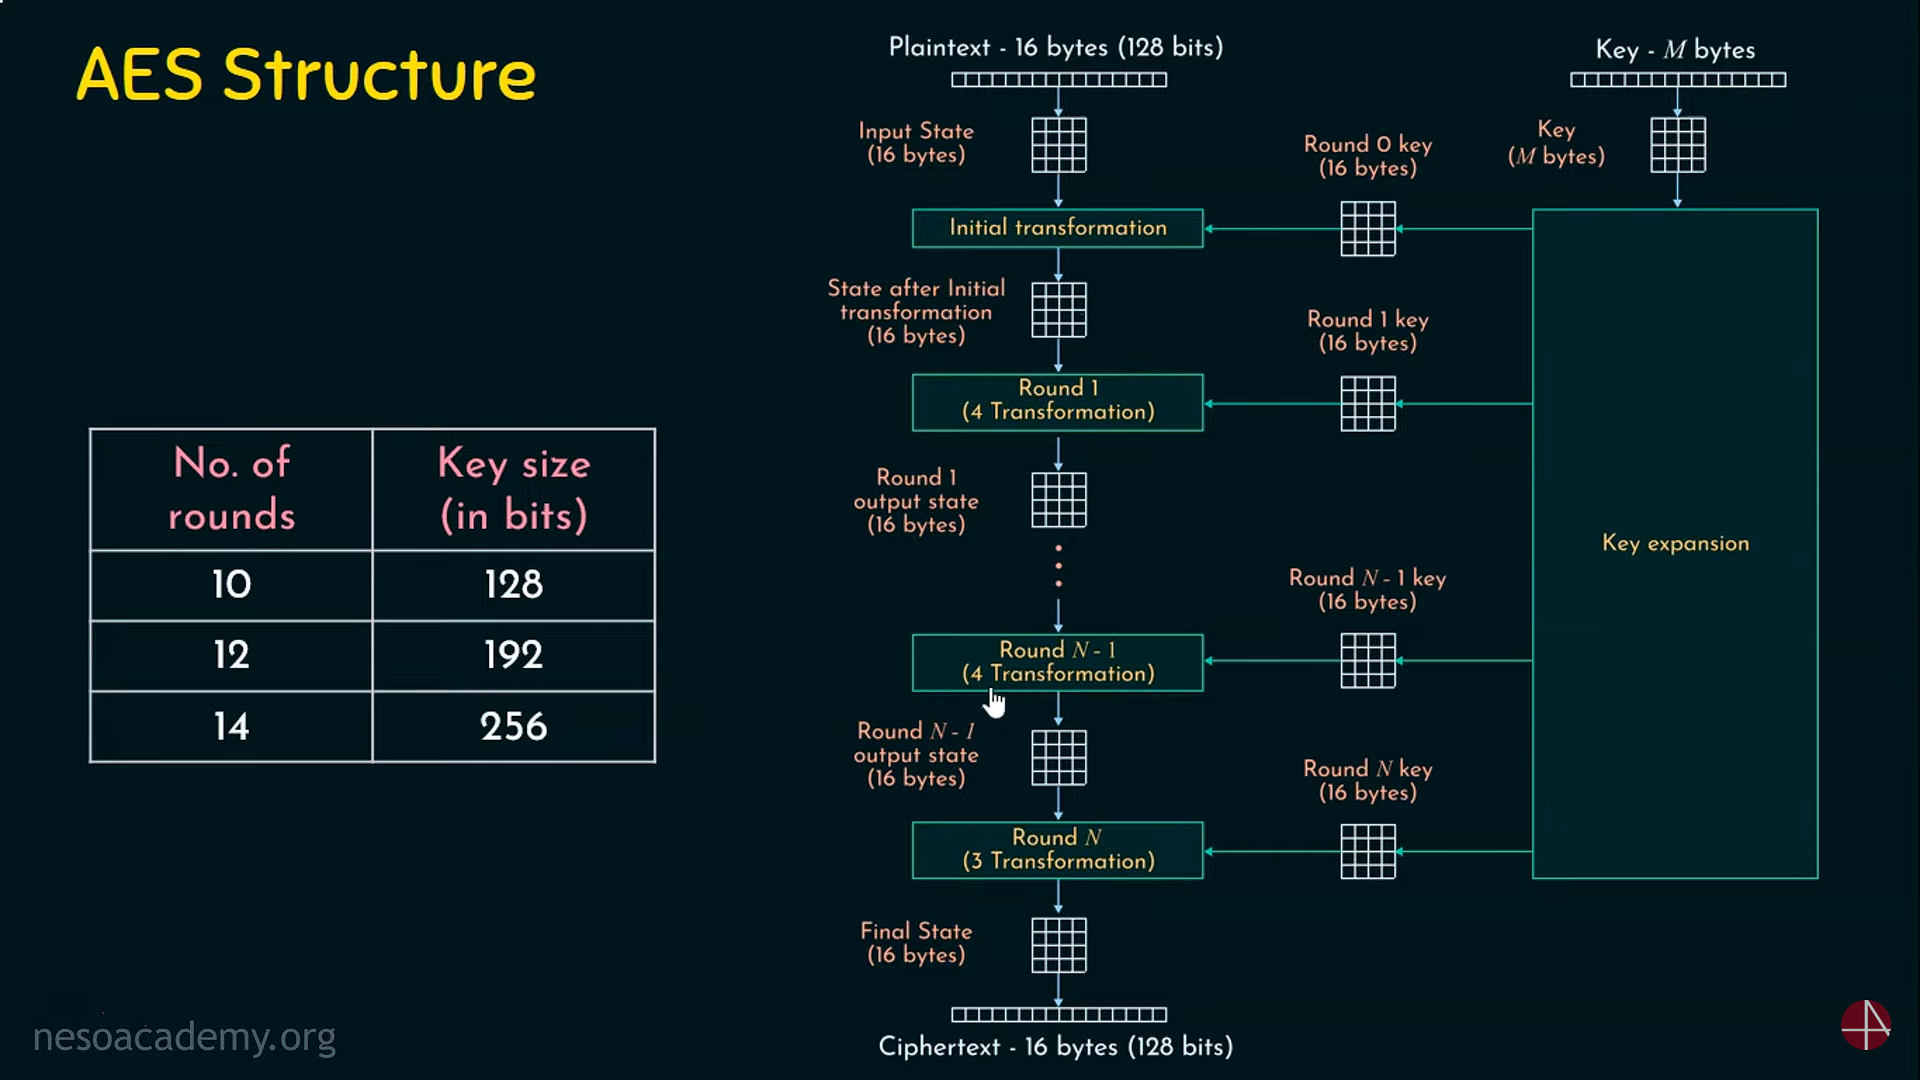 AES Structure
No. of
rounds
Key size
(in bits)
10
128
12
192
14
256
Plaintext - 16 bytes (128 bits)
Key - M bytes
Input State
(16 bytes)
Round 0 key
(16 bytes)
Key
(M bytes)
Initial transformation
State after Initial
transformation
(16 bytes)
Round 1 key
(16 bytes)
Round 1
(4 Transformation)
Round 1
output state
(16 bytes)
Key expansion
Round N - 1 key
(16 bytes)
Round N - 1
(4 Transformation)
Round N - 1
output state
(16 bytes)
Round N key
(16 bytes)
Round N
(3 Transformation)
Final State
(16 bytes)
Ciphertext - 16 bytes (128 bits)
nesoacademy.org